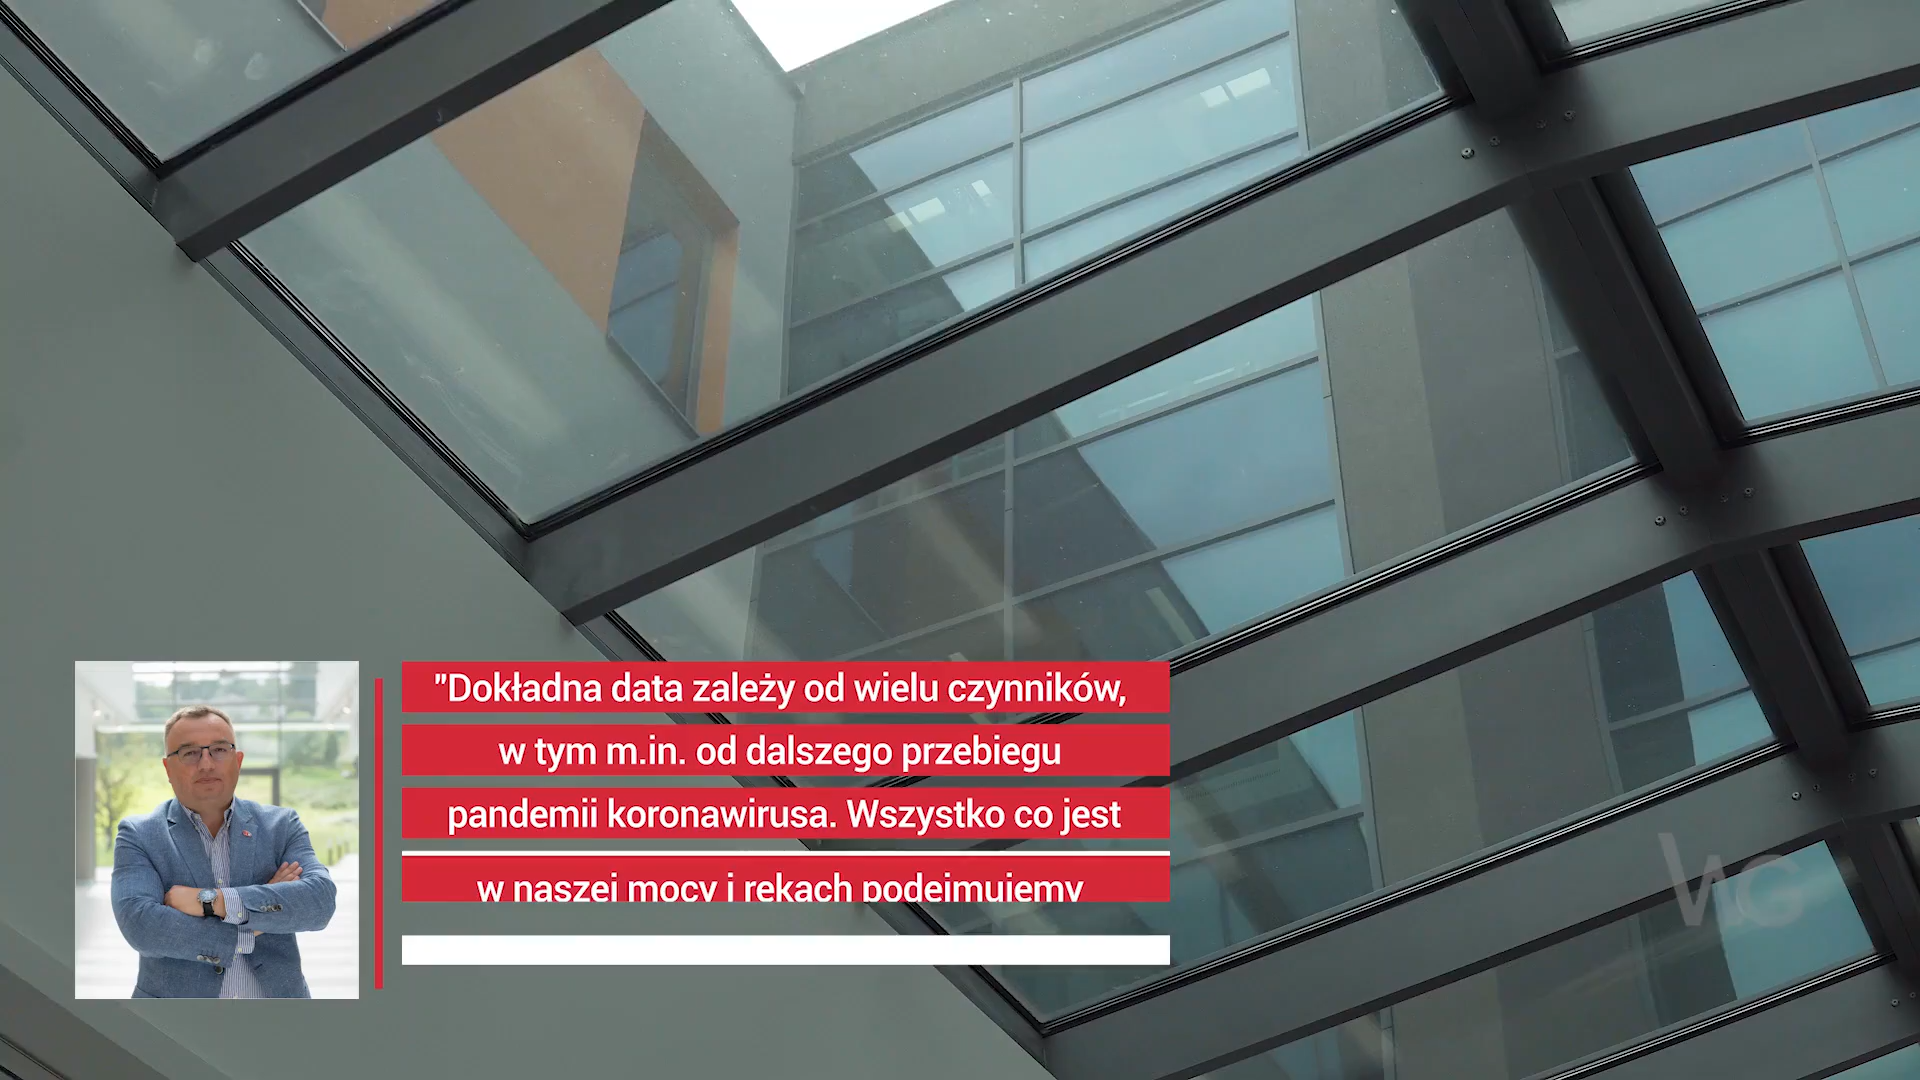 "Dokładna data zależy od wielu czynników,
w tym m.in. od dalszego przebiegu
pandemii koronawirusa. Wszystko co jest
w naszej mocy i rękach podejmujemy
WG